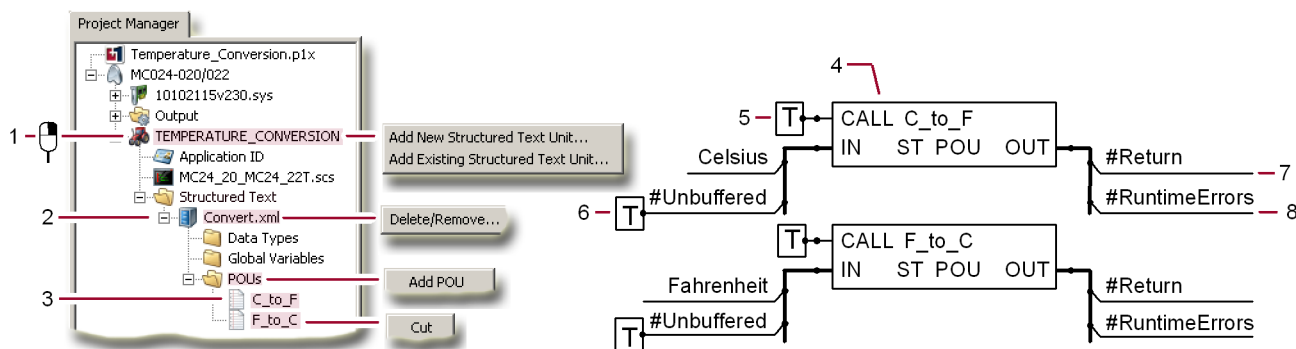 Project Manager
Temperature_Conversion.p1x
MC024-020/022
10102115v230.sys
Output
1
TEMPERATURE_CONVERSION
Add New Structured Text Unit...
Add Existing Structured Text Unit...
Application ID
MC24_20_MC24_22T.scs
Structured Text
2
Convert.xml
Delete/Remove...
Data Types
Global Variables
POUs
Add POU
3
C_to_F
F_to_C
Cut
4
5
T
CALL C_to_F
Celsius
IN ST POU OUT
#Return
7
6
T
#Unbuffered
#RuntimeErrors
8
T
CALL F_to_C
Fahrenheit
IN ST POU OUT
#Return
T
#Unbuffered
#RuntimeErrors